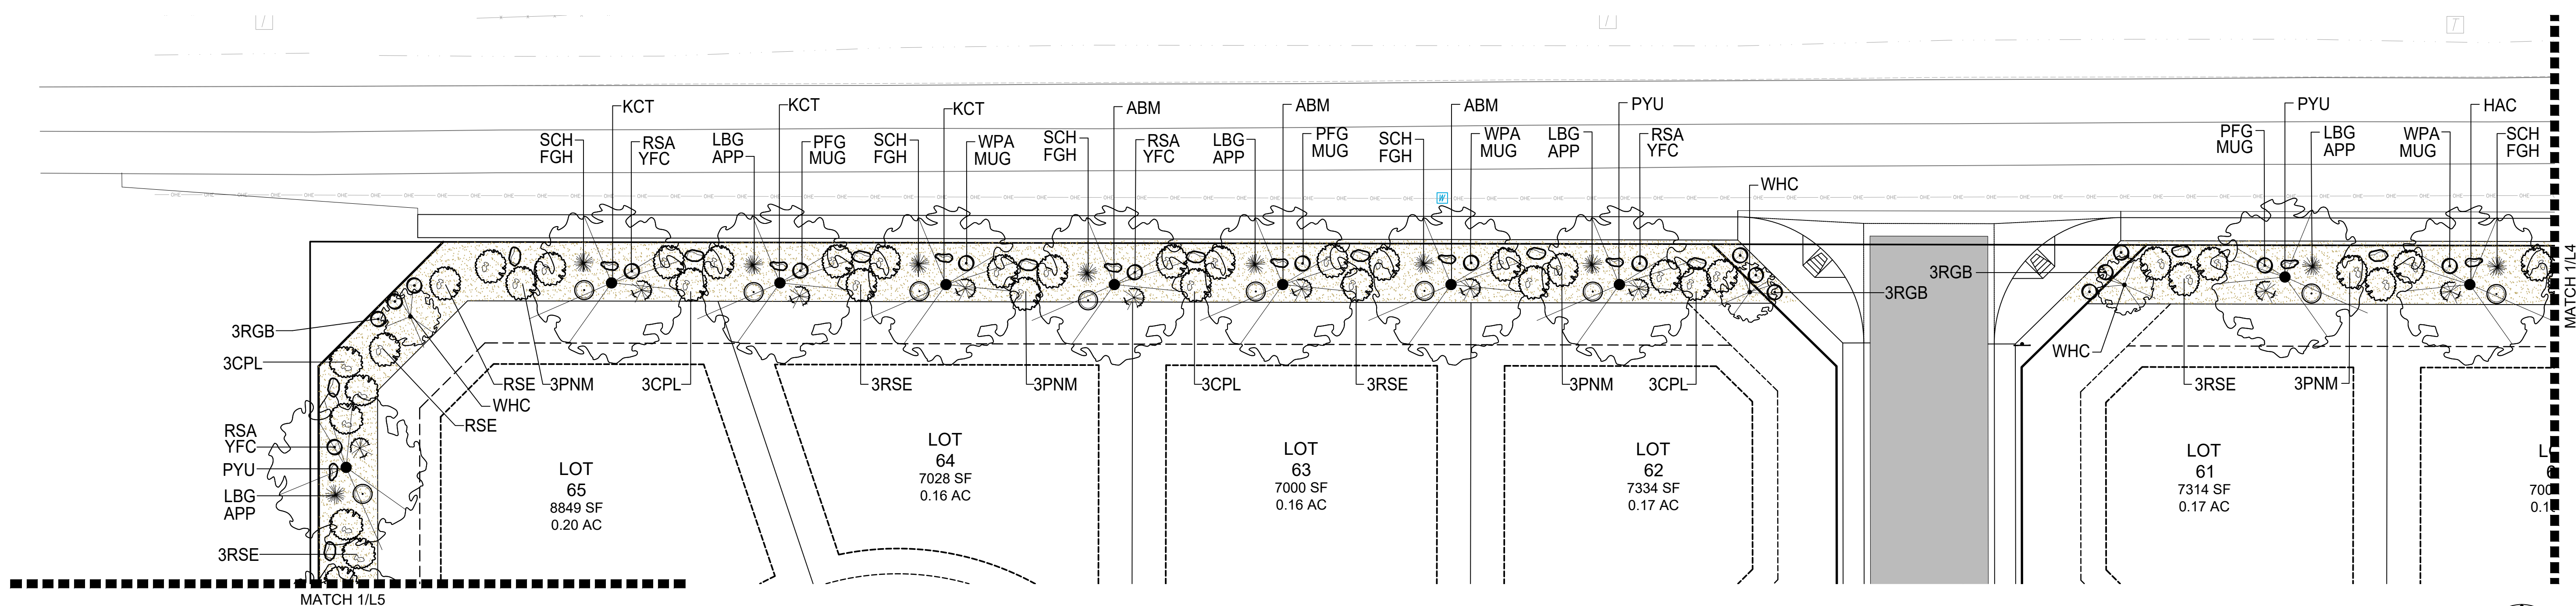 KCT
KCT
KCT
ABM
ABM
ABM
PYU
PYU
HAC
SCH
FGH
RSA
YFC
LBG
APP
PFG
MUG
SCH
FGH
WPA
MUG
SCH
FGH
RSA
YFC
LBG
APP
PFG
MUG
SCH
FGH
WPA
MUG
LBG
APP
RSA
YFC
PFG
MUG
LBG
APP
WPA
MUG
SCH
FGH
WHC
W
3RGB
3RGB
3RGB
MATCH 1/L4
3CPL
WHC
RSE
3PNM
3CPL
3RSE
3PNM
3CPL
3RSE
3PNM
3CPL
3RSE
3PNM
WHC
RSE
RSA
YFC
PYU
LBG
APP
3RSE
LOT
65
8849 SF
0.20 AC
LOT
64
7028 SF
0.16 AC
LOT
63
7000 SF
0.16 AC
LOT
62
7334 SF
0.17 AC
LOT
61
7314 SF
0.17 AC
MATCH 1/L5